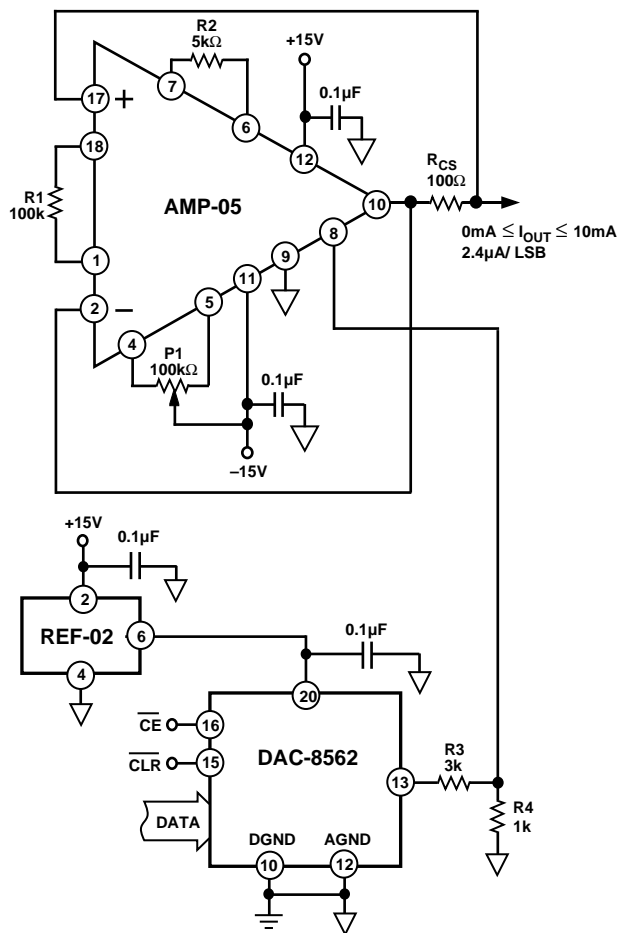 R2
5kΩ
+15V
0.1µF
7
6
12
17
+
18
R1
100k
AMP-05
10
RCS
100Ω
0mA ≤ IOUT ≤ 10mA
2.4µA/ LSB
8
9
1
11
5
2
–
4
P1
100kΩ
0.1µF
–15V
+15V
0.1µF
2
REF-02
6
4
0.1µF
20
CE
16
CLR
15
DAC-8562
13
R3
3k
DATA
R4
1k
DGND
AGND
10
12